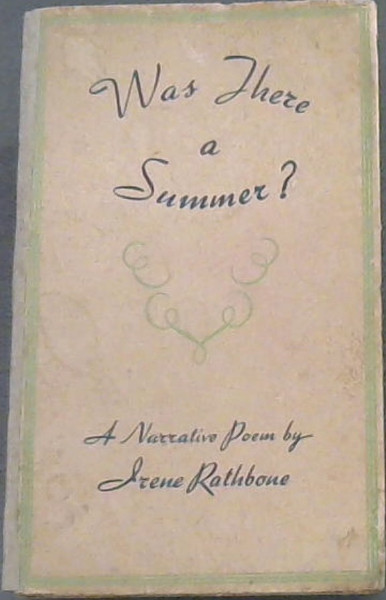 Was There
a
Summer?
A Narrative Poem by
Irene Rathbone